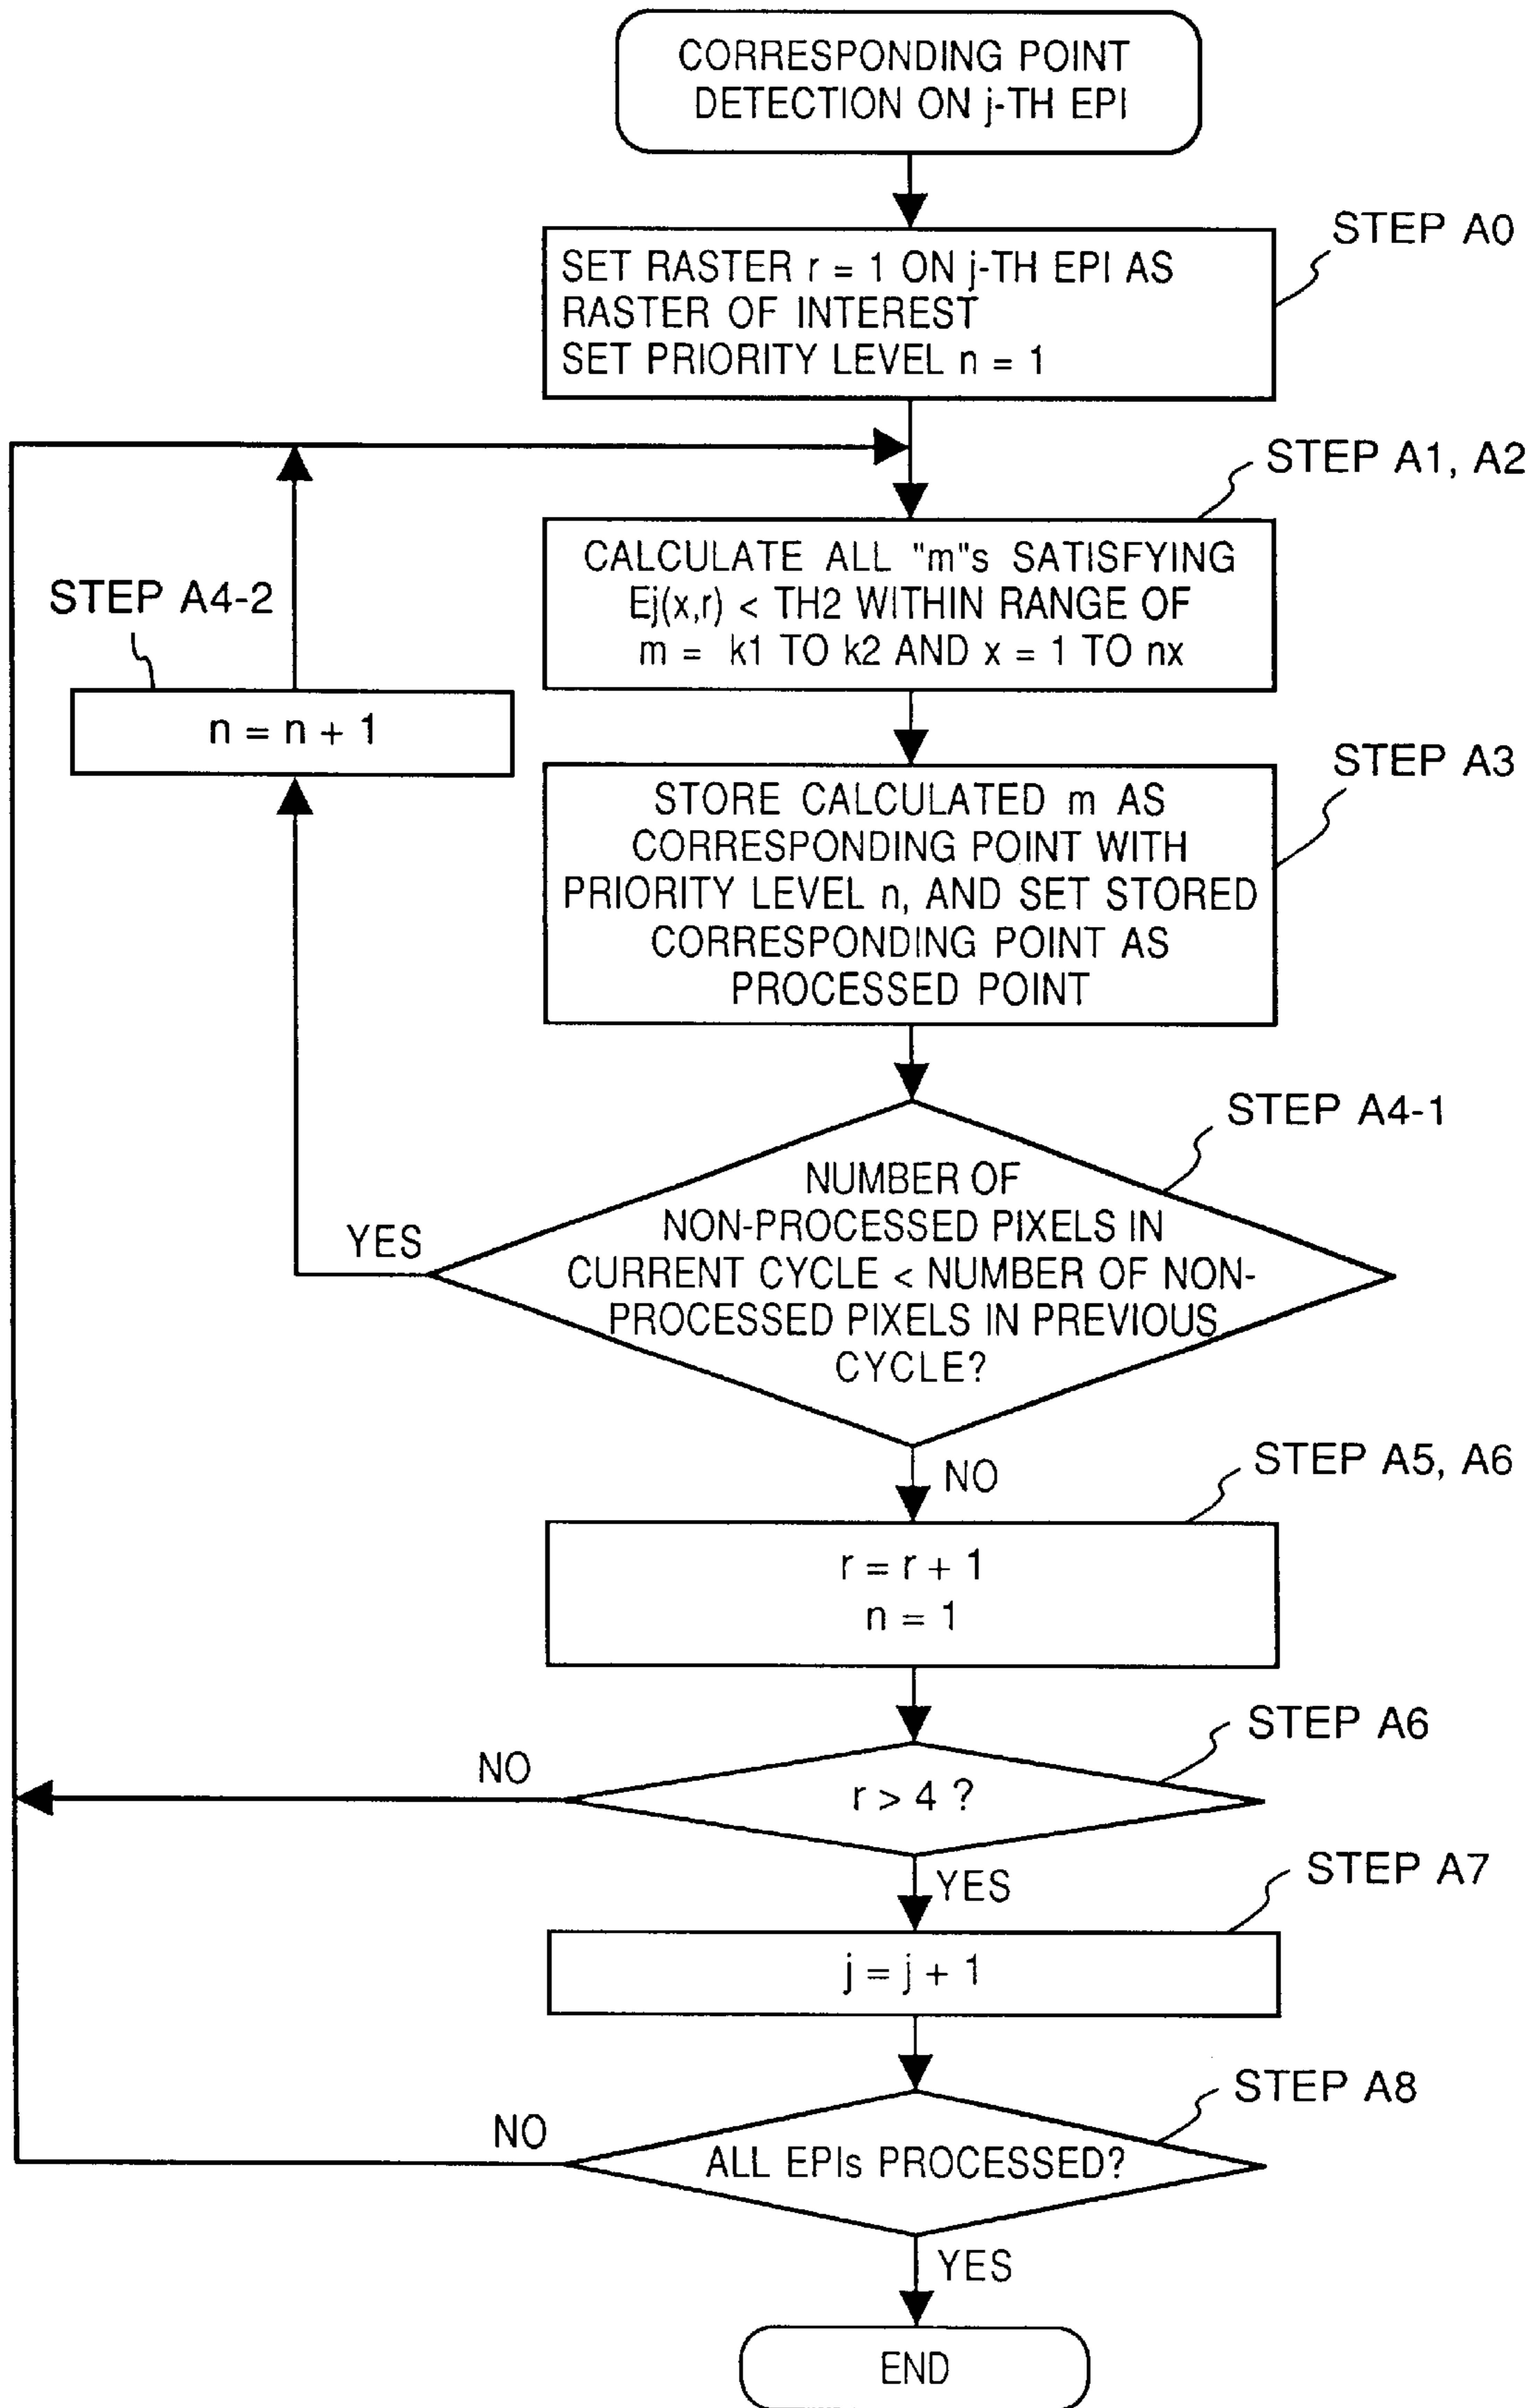 CORRESPONDING POINT
DETECTION ON j-TH EPI
STEP A0
SET RASTER r = 1 ON j-TH EPI AS
RASTER OF INTEREST
SET PRIORITY LEVEL n = 1
STEP A1, A2
CALCULATE ALL "m"s SATISFYING
Ej(x,r) < TH2 WITHIN RANGE OF
m = k1 TO k2 AND x = 1 TO nx
STEP A4-2
n = n + 1
STEP A3
STORE CALCULATED m AS
CORRESPONDING POINT WITH
PRIORITY LEVEL n, AND SET STORED
CORRESPONDING POINT AS
PROCESSED POINT
STEP A4-1
NUMBER OF
NON-PROCESSED PIXELS IN
CURRENT CYCLE < NUMBER OF NON-
PROCESSED PIXELS IN PREVIOUS
CYCLE?
YES
NO
STEP A5, A6
r = r + 1
n = 1
STEP A6
r > 4 ?
NO
YES
STEP A7
j = j + 1
STEP A8
ALL EPIs PROCESSED?
NO
YES
END